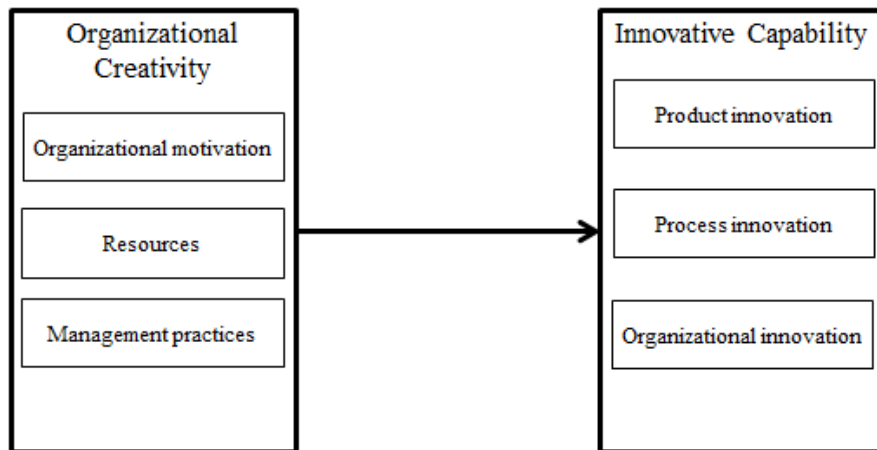 Organizational
Creativity
Organizational motivation
Resources
Management practices
Innovative Capability
Product innovation
Process innovation
Organizational innovation